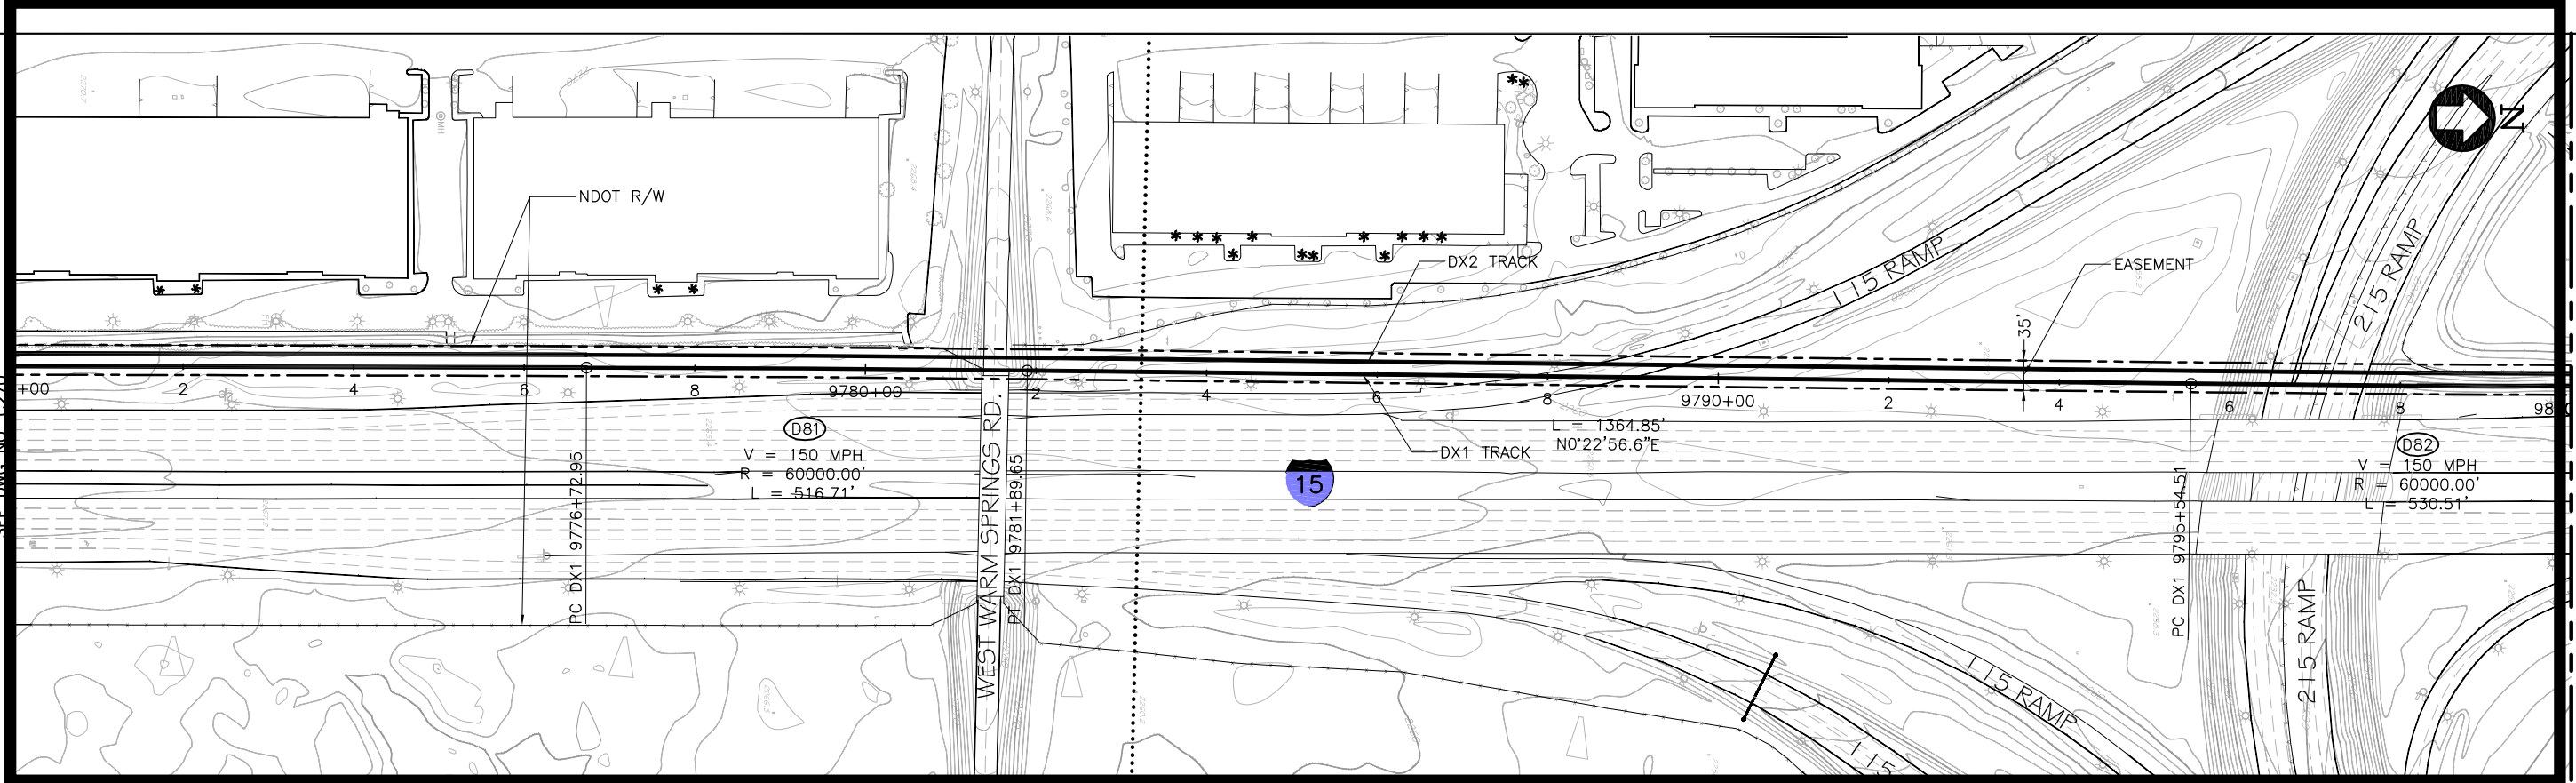 NDOT R/W
MH
N
DX2 TRACK
EASEMENT
I 15 RAMP
215 RAMP
35'
+00
2
4
6
8
9780+00
2
4
6
8
9790+00
2
4
6
8
98
D81
V = 150 MPH
R = 60000.00'
L = 516.71'
L = 1364.85'
N0°22'56.6"E
DX1 TRACK
15
D82
V = 150 MPH
R = 60000.00'
L = 530.51'
PC DX1 9776+72.95
WEST WARM SPRINGS RD.
PT DX1 9781+89.65
PC DX1 9795+54.51
I 15 RAMP
215 RAMP
I 15